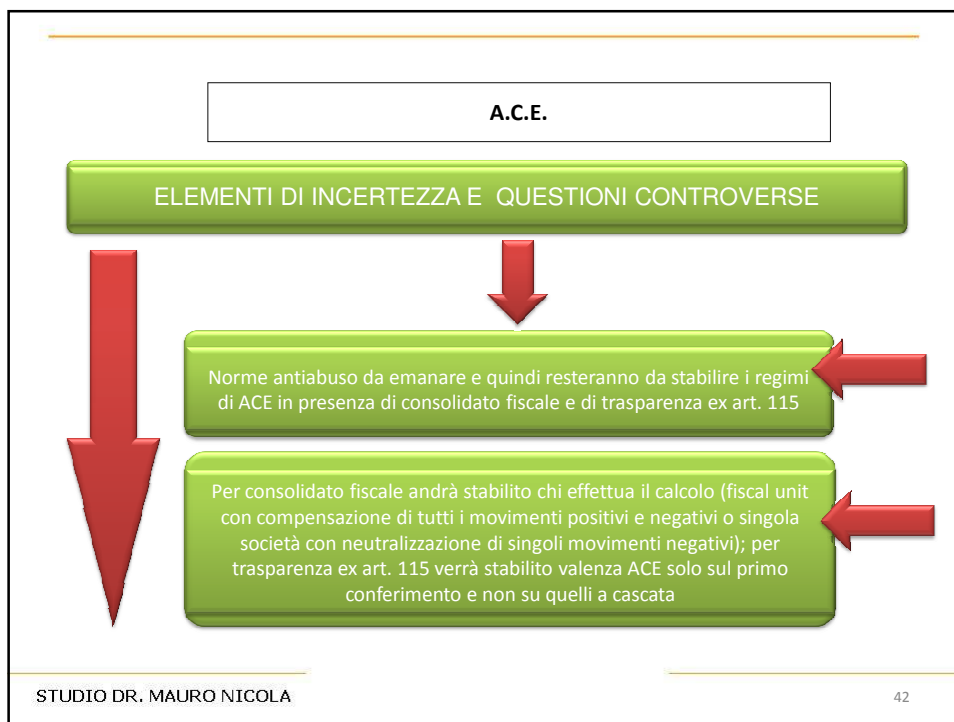 A.C.E.
ELEMENTI DI INCERTEZZA E QUESTIONI CONTROVERSE
Norme antiabuso da emanare e quindi resteranno da stabilire i regimi
di ACE in presenza di consolidato fiscale e di trasparenza ex art. 115
Per consolidato fiscale andrà stabilito chi effettua il calcolo (fiscal unit
con compensazione di tutti i movimenti positivi e negativi o singola
società con neutralizzazione di singoli movimenti negativi); per
trasparenza ex art. 115 verrà stabilito valenza ACE solo sul primo
conferimento e non su quelli a cascata
STUDIO DR. MAURO NICOLA
42